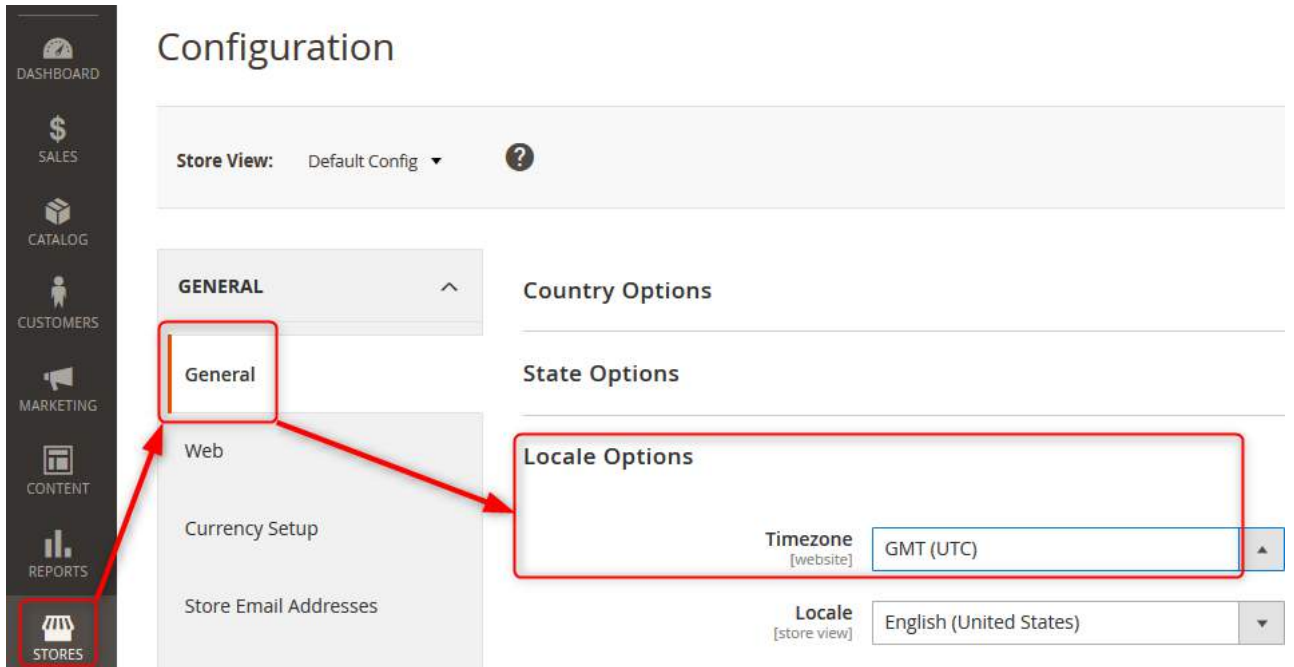 DASHBOARD
SALES
CATALOG
CUSTOMERS
MARKETING
CONTENT
REPORTS
STORES
Configuration
Store View: Default Config
?
GENERAL
General
Web
Currency Setup
Store Email Addresses
Country Options
State Options
Locale Options
Timezone GMT (UTC)
[website]
Locale English (United States)
[store view]